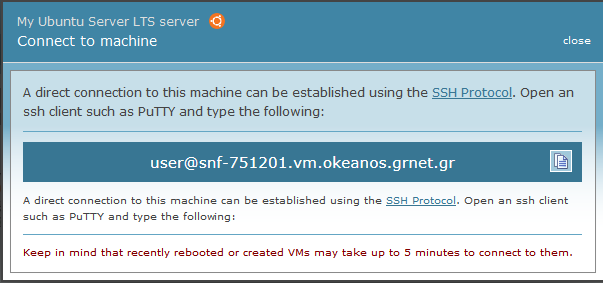 My Ubuntu Server LTS server
Connect to machine
close
A direct connection to this machine can be established using the SSH Protocol. Open an
ssh client such as PuTTY and type the following:
user@snf-751201.vm.okeanos.grnet.gr
A direct connection to this machine can be established using the SSH Protocol. Open an ssh client
such as PuTTY and type the following:
Keep in mind that recently rebooted or created VMs may take up to 5 minutes to connect to them.